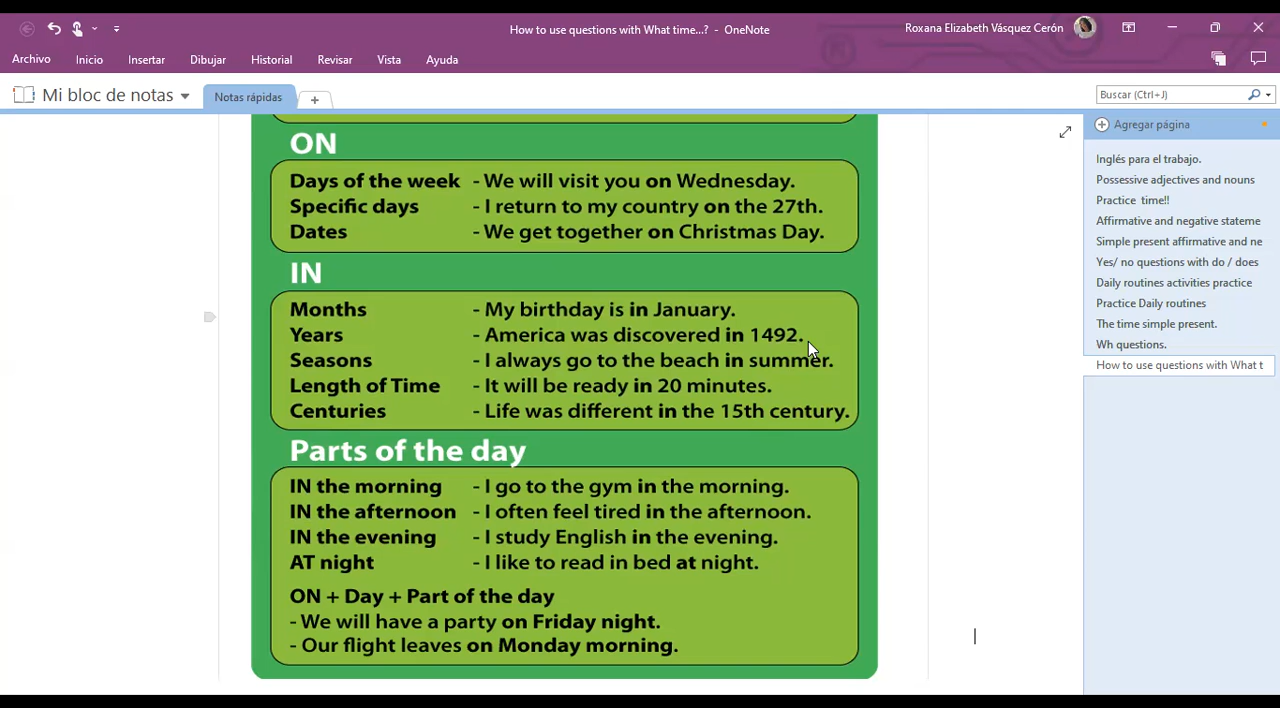 How to use questions with What time...? - OneNote
Roxana Elizabeth Vásquez Cerón
Archivo Inicio Insertar Dibujar Historial Revisar Vista Ayuda
Mi bloc de notas
Notas rápidas
Buscar (Ctrl+J)
ON
Days of the week - We will visit you on Wednesday.
Specific days - I return to my country on the 27th.
Dates - We get together on Christmas Day.
IN
Months - My birthday is in January.
Years - America was discovered in 1492.
Seasons - I always go to the beach in summer.
Length of Time - It will be ready in 20 minutes.
Centuries - Life was different in the 15th century.
Parts of the day
IN the morning - I go to the gym in the morning.
IN the afternoon - I often feel tired in the afternoon.
IN the evening - I study English in the evening.
AT night - I like to read in bed at night.
ON + Day + Part of the day
- We will have a party on Friday night.
- Our flight leaves on Monday morning.
Agregar página
Inglés para el trabajo.
Possessive adjectives and nouns
Practice time!!
Affirmative and negative stateme
Simple present affirmative and ne
Yes/ no questions with do / does
Daily routines activities practice
Practice Daily routines
The time simple present.
Wh questions.
How to use questions with What t